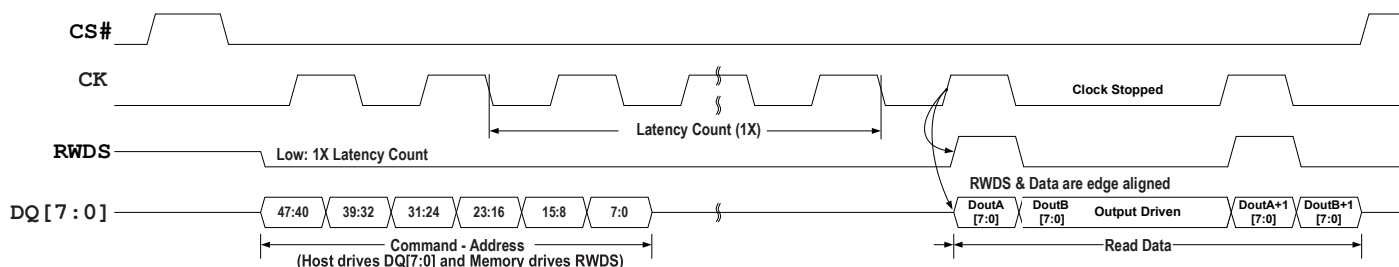 CS#
CK
Clock Stopped
Latency Count (1X)
RWDS
Low: 1X Latency Count
RWDS & Data are edge aligned
DQ[7:0]
47:40 39:32 31:24 23:16 15:8 7:0
DoutA [7:0]
DoutB [7:0]
Output Driven
DoutA+1 [7:0]
DoutB+1 [7:0]
Command - Address
(Host drives DQ[7:0] and Memory drives RWDS)
Read Data